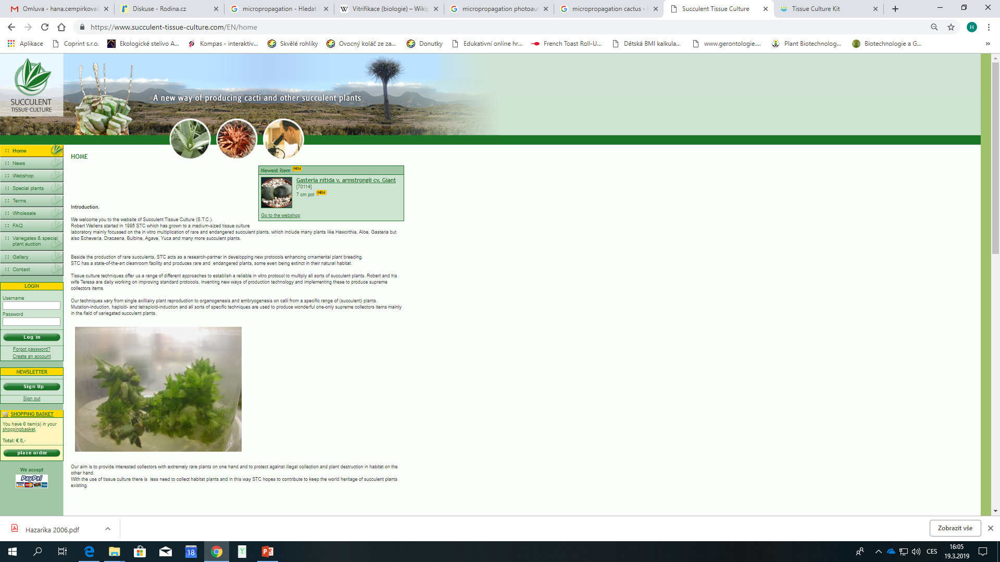 Omluva - hana.cempirkova
Diskuse - Rodina.cz
micropropagation - Hledat
Vitrifikace (biologie) – Wikip
micropropagation photoaut
micropropagation cactus -
Succulent Tissue Culture
Tissue Culture Kit
https://www.succulent-tissue-culture.com/EN/home
H
Aplikace
Coprint s.r.o.
Ekologické stelivo A...
Kompas - interaktiv...
Skvělé rohlíky
Ovocný koláč ze za...
Donutky
Edukativní online hr...
French Toast Roll-U...
Dětská BMI kalkula...
www.gerontologie....
Plant Biotechnolog...
Biotechnologie a G...
SUCCULENT
TISSUE CULTURE
A new way of producing cacti and other succulent plants
Home
News
Webshop
Special plants
Terms
Wholesale
FAQ
Variegates & special
plant auction
Gallery
Contact
LOGIN
Username
Password
Log in
Forgot password?
Create an account
NEWSLETTER
Sign Up
Sign out
SHOPPING BASKET
You have 0 item(s) in your
shoppingbasket.
Total: € 0,-
place order
We accept
PayPal
HOME
Newest item NEW
Gasteria nitida v. armstrongii cv. Giant
[70114]
7 cm pot NEW
Go to the webshop
Introduction.
We welcome you to the website of Succulent Tissue Culture (S.T.C.).
Robert Wellens started in 1995 STC which has grown to a medium-sized tissue culture
laboratory mainly focussed on the in vitro multiplication of rare and endangered succulent plants, which include many plants like Haworthia, Aloe, Gasteria but
also Echeveria, Dracaena, Bulbine, Agave, Yuca and many more succulent plants.
Beside the production of rare succulents, STC acts as a research-partner in developping new protocols enhancing ornamental plant breeding.
STC has a state-of-the-art cleanroom facility and produces rare and  endangered plants, some even being extinct in their natural habitat.
Tissue culture techniques offer us a range of different approaches to establish a reliable in vitro protocol to multiply all sorts of succulent plants. Robert and his
wife Teresa are daily working on improving standard protocols, inventing new ways of production technology and implementing these to produce supreme
collectors items.
Our techniques vary from single axilliairy plant reproduction to organogenesis and embryogenesis on calli from a specific range of (succulent) plants.
Mutation-induction, haploid- and tetraploid-induction and all sorts of specific techniques are used to produce wonderful one-only supreme collectors items mainly
in the field of variegated succulent plants.
Our aim is to provide interested collectors with extremely rare plants on one hand and to protect against illegal collection and plant destruction in habitat on the
other hand.
With the use of tissue culture there is  less need to collect habitat plants and in this way STC hopes to contribute to keep the world heritage of succulent plants
existing.
Hazarika 2006.pdf
Zobrazit vše
18
CES
16:05
19.3.2019